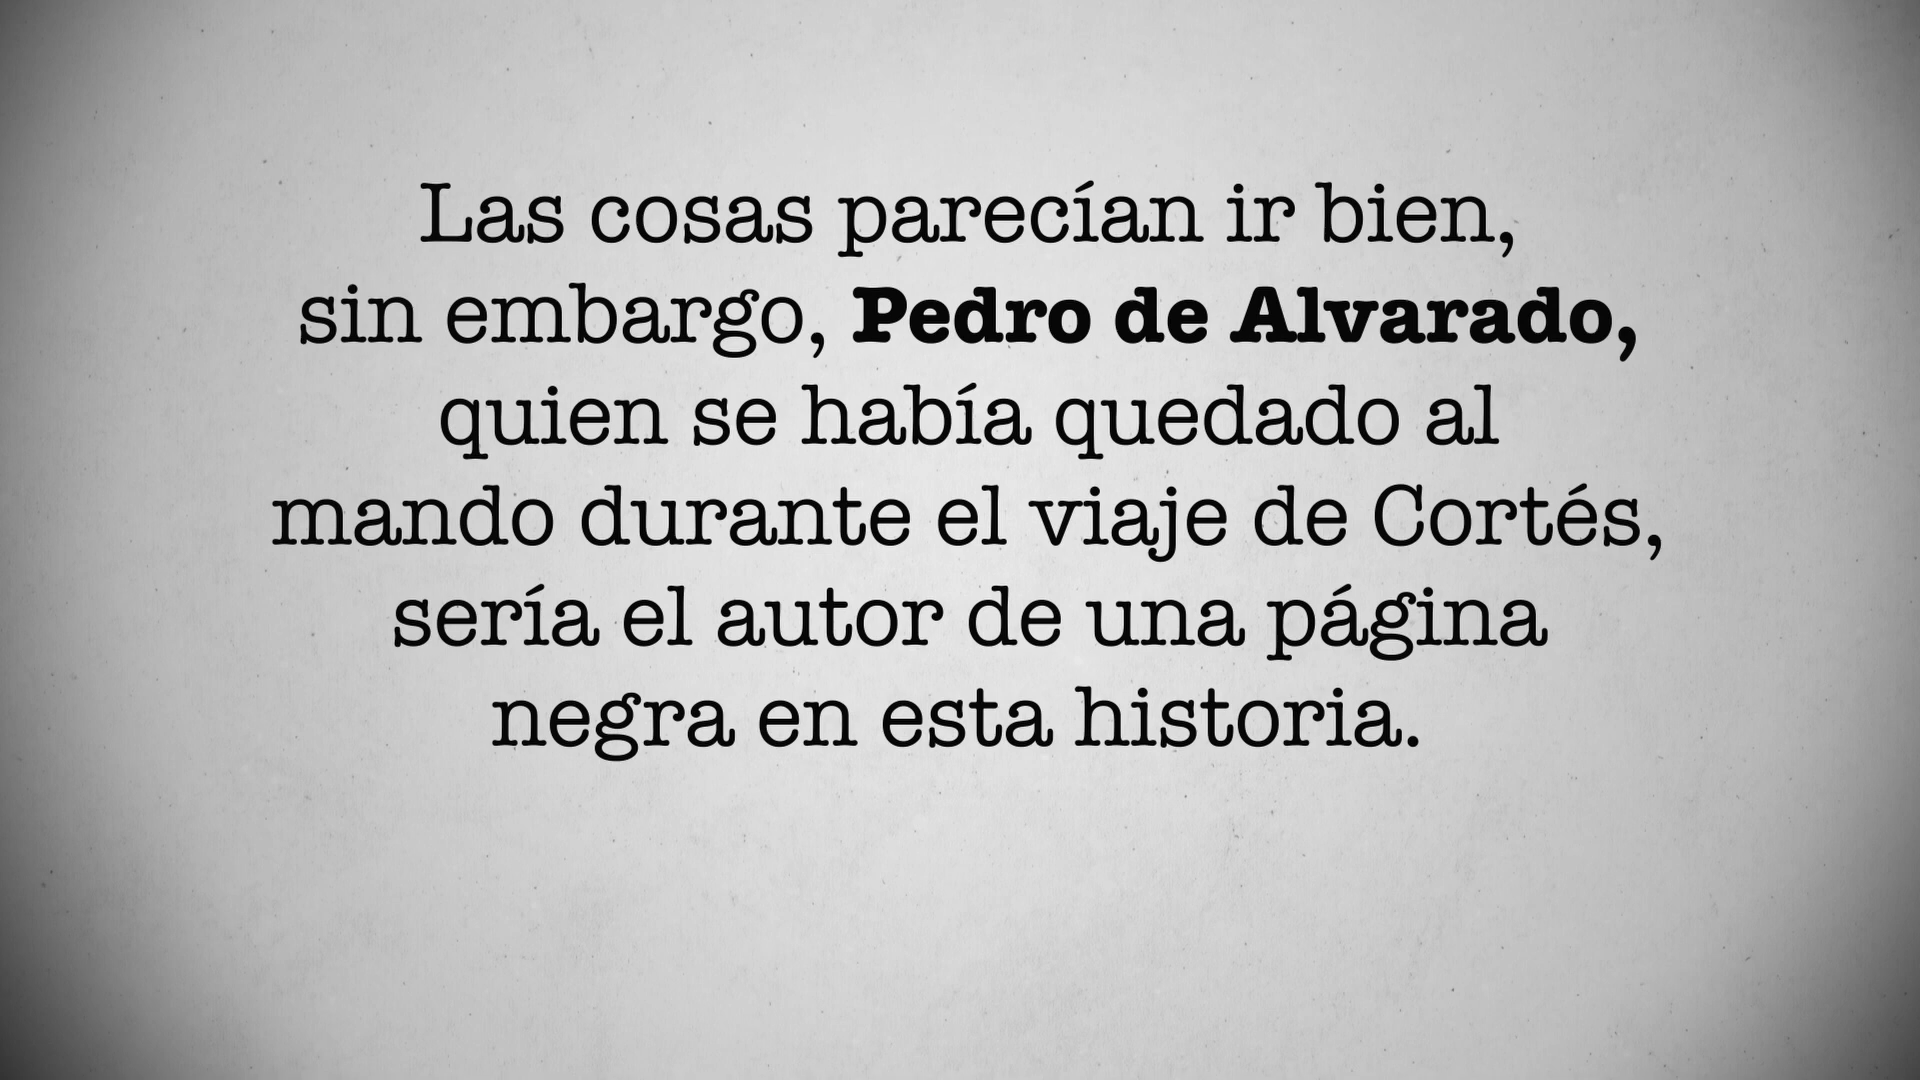 Las cosas parecían ir bien,
sin embargo, Pedro de Alvarado,
quien se había quedado al
mando durante el viaje de Cortés,
sería el autor de una página
negra en esta historia.